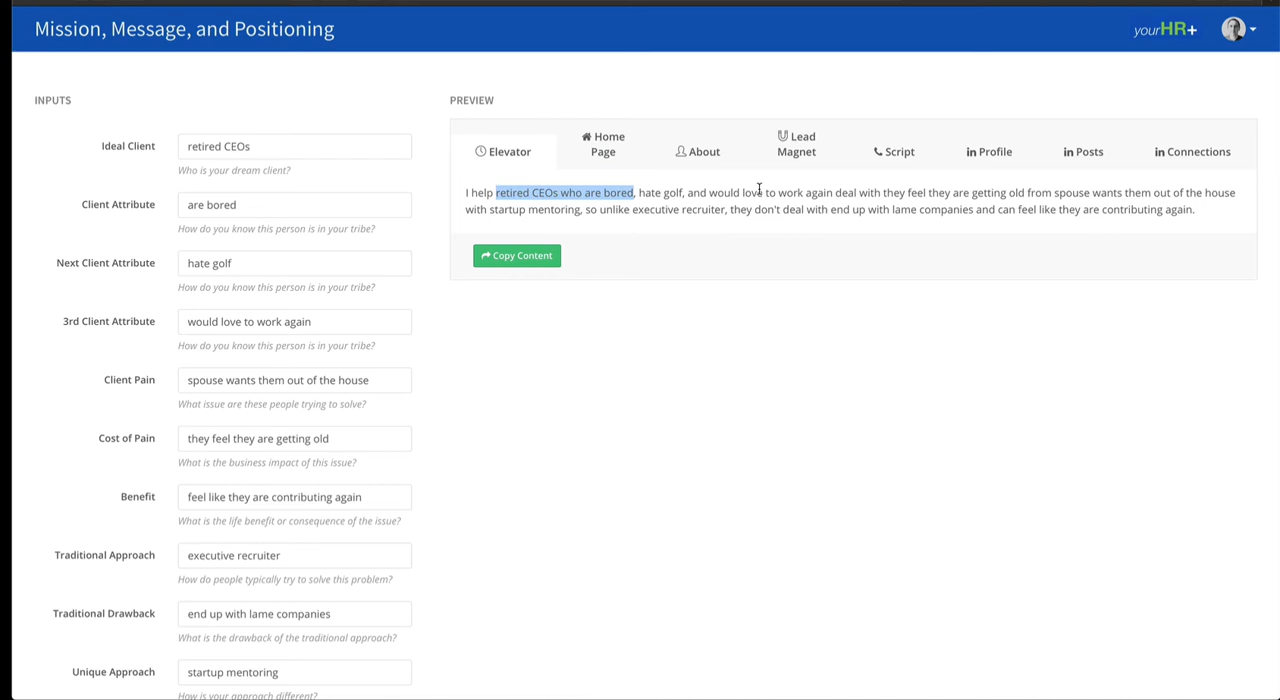 Mission, Message, and Positioning
yourHR+
INPUTS
Ideal Client
retired CEOs
Who is your dream client?
Client Attribute
are bored
How do you know this person is in your tribe?
Next Client Attribute
hate golf
How do you know this person is in your tribe?
3rd Client Attribute
would love to work again
How do you know this person is in your tribe?
Client Pain
spouse wants them out of the house
What issue are these people trying to solve?
Cost of Pain
they feel they are getting old
What is the business impact of this issue?
Benefit
feel like they are contributing again
What is the life benefit or consequence of the issue?
Traditional Approach
executive recruiter
How do people typically try to solve this problem?
Traditional Drawback
end up with lame companies
What is the drawback of the traditional approach?
Unique Approach
startup mentoring
How is your approach different?
PREVIEW
Elevator
Home
Page
About
Lead
Magnet
Script
in Profile
in Posts
in Connections
I help retired CEOs who are bored, hate golf, and would love to work again deal with they feel they are getting old from spouse wants them out of the house
with startup mentoring, so unlike executive recruiter, they don't deal with end up with lame companies and can feel like they are contributing again.
Copy Content